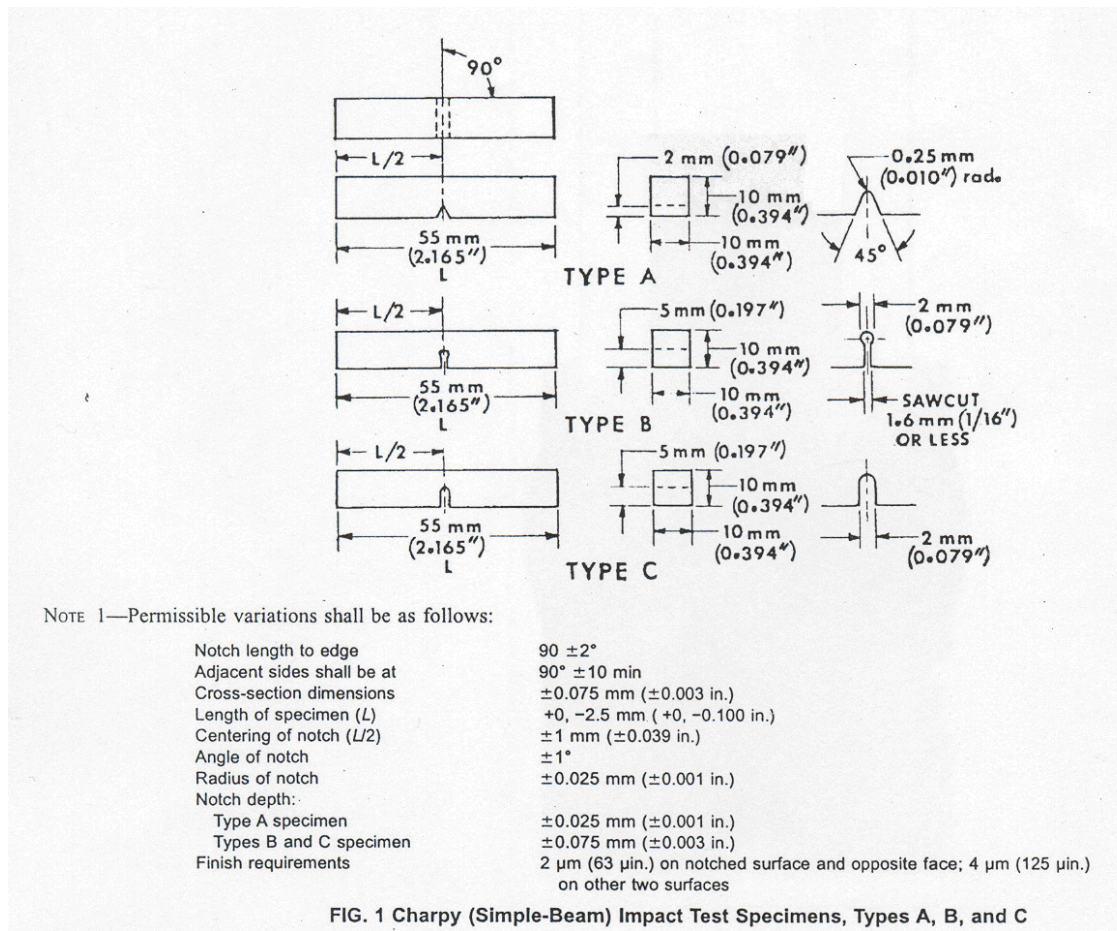 90°
L/2
2 mm (0.079")
0.25 mm
(0.010") rad.
10 mm
(0.394")
55 mm
(2.165")
L
10 mm
(0.394")
45°
TYPE A
L/2
5 mm (0.197")
2 mm
(0.079")
10 mm
(0.394")
55 mm
(2.165")
L
10 mm
(0.394")
SAWCUT
1.6 mm (1/16")
OR LESS
TYPE B
L/2
5 mm (0.197")
10 mm
(0.394")
55 mm
(2.165")
L
10 mm
(0.394")
2 mm
(0.079")
TYPE C
NOTE 1—Permissible variations shall be as follows:
Notch length to edge 90 ±2°
Adjacent sides shall be at 90° ±10 min
Cross-section dimensions ±0.075 mm (±0.003 in.)
Length of specimen (L) +0, −2.5 mm ( +0, −0.100 in.)
Centering of notch (L/2) ±1 mm (±0.039 in.)
Angle of notch ±1°
Radius of notch ±0.025 mm (±0.001 in.)
Notch depth:
Type A specimen ±0.025 mm (±0.001 in.)
Types B and C specimen ±0.075 mm (±0.003 in.)
Finish requirements 2 µm (63 µin.) on notched surface and opposite face; 4 µm (125 µin.)
on other two surfaces
FIG. 1 Charpy (Simple-Beam) Impact Test Specimens, Types A, B, and C